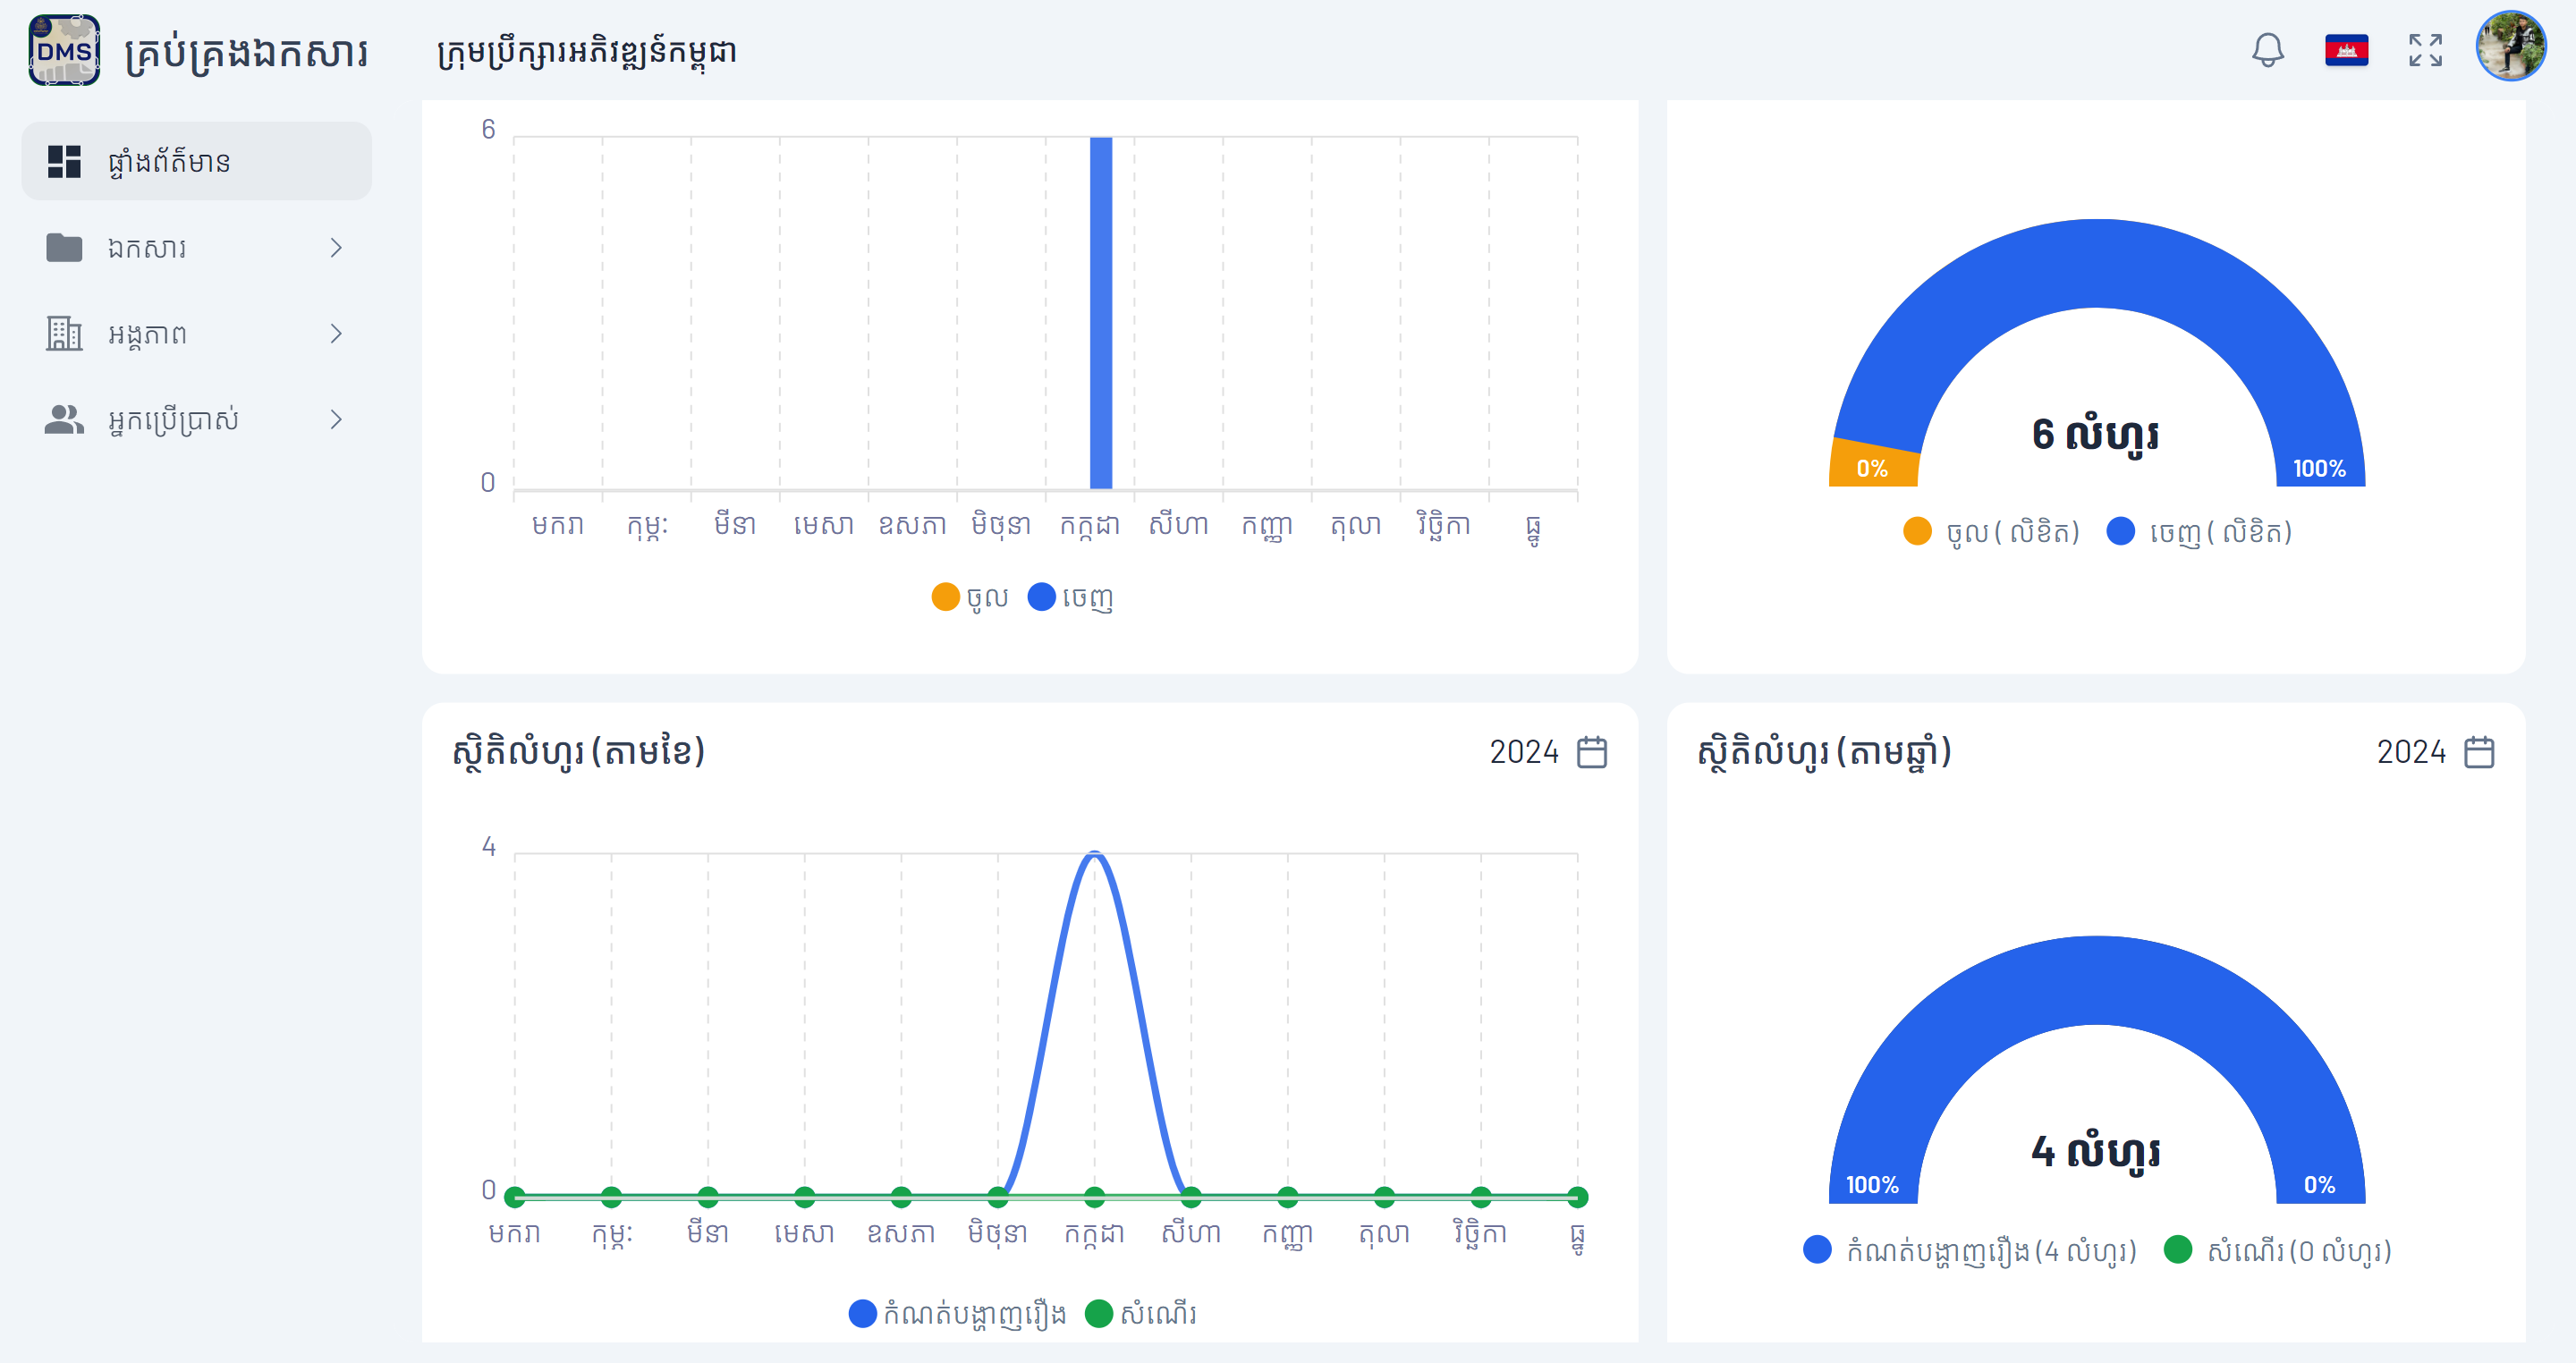 DMS
គ្រប់គ្រងឯកសារ
ក្រុមប្រឹក្សារអភិវឌ្ឍន៍កម្ពុជា
ផ្ទាំងព័ត៌មាន
ឯកសារ
អង្គភាព
អ្នកប្រើប្រាស់
6
0
មករា កុម្ភៈ មីនា មេសា ឧសភា មិថុនា កក្កដា សីហា កញ្ញា តុលា វិច្ឆិកា ធ្នូ
ចូល ចេញ
6 លំហូរ
0% 100%
ចូល ( លិខិត) ចេញ ( លិខិត)
ស្ថិតិលំហូរ (តាមខែ) 2024
4
0
មករា កុម្ភៈ មីនា មេសា ឧសភា មិថុនា កក្កដា សីហា កញ្ញា តុលា វិច្ឆិកា ធ្នូ
កំណត់បង្ហាញរឿង សំណើរ
ស្ថិតិលំហូរ (តាមឆ្នាំ) 2024
4 លំហូរ
100% 0%
កំណត់បង្ហាញរឿង (4 លំហូរ) សំណើរ (0 លំហូរ)